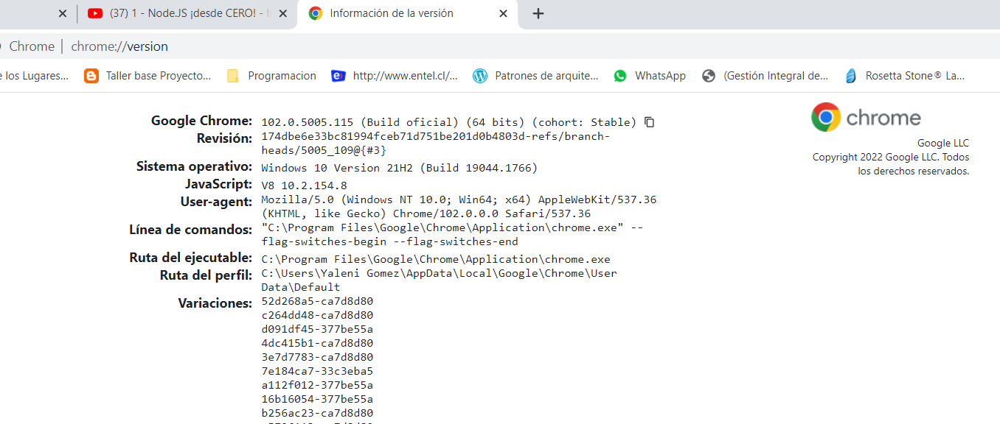 (37) 1 - Node.JS ¡desde CERO! -
Información de la versión
Chrome | chrome://version
e los Lugares...
Taller base Proyecto...
Programacion
http://www.entel.cl/...
Patrones de arquite...
WhatsApp
(Gestión Integral de...
Rosetta Stone® La...
chrome
Google LLC
Copyright 2022 Google LLC. Todos
los derechos reservados.
Google Chrome: 102.0.5005.115 (Build oficial) (64 bits) (cohort: Stable)
Revisión: 174dbe6e33bc81994fceb71d751be201d0b4803d-refs/branch-
heads/5005_109@{#3}
Sistema operativo: Windows 10 Version 21H2 (Build 19044.1766)
JavaScript: V8 10.2.154.8
User-agent: Mozilla/5.0 (Windows NT 10.0; Win64; x64) AppleWebKit/537.36
(KHTML, like Gecko) Chrome/102.0.0.0 Safari/537.36
Línea de comandos: "C:\Program Files\Google\Chrome\Application\chrome.exe" --
flag-switches-begin --flag-switches-end
Ruta del ejecutable: C:\Program Files\Google\Chrome\Application\chrome.exe
Ruta del perfil: C:\Users\Yaleni Gomez\AppData\Local\Google\Chrome\User
Data\Default
Variaciones: 52d268a5-ca7d8d80
c264dd48-ca7d8d80
d091df45-377be55a
4dc415b1-ca7d8d80
3e7d7783-ca7d8d80
7e184ca7-33c3eba5
a112f012-377be55a
16b16054-377be55a
b256ac23-ca7d8d80